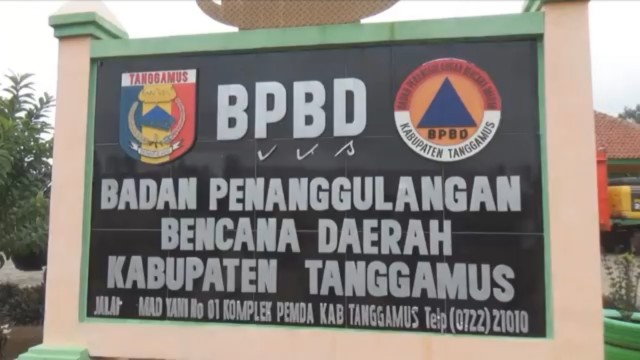 TANGGAMUS
BPBD
BPBD
KABUPATEN TANGGAMUS
BADAN PENANGGULANGAN
BENCANA DAERAH
KABUPATEN TANGGAMUS
MAD YANI No 01 KOMPLEK PEMDA KAB TANGGAMUS Telp (0722) 21010